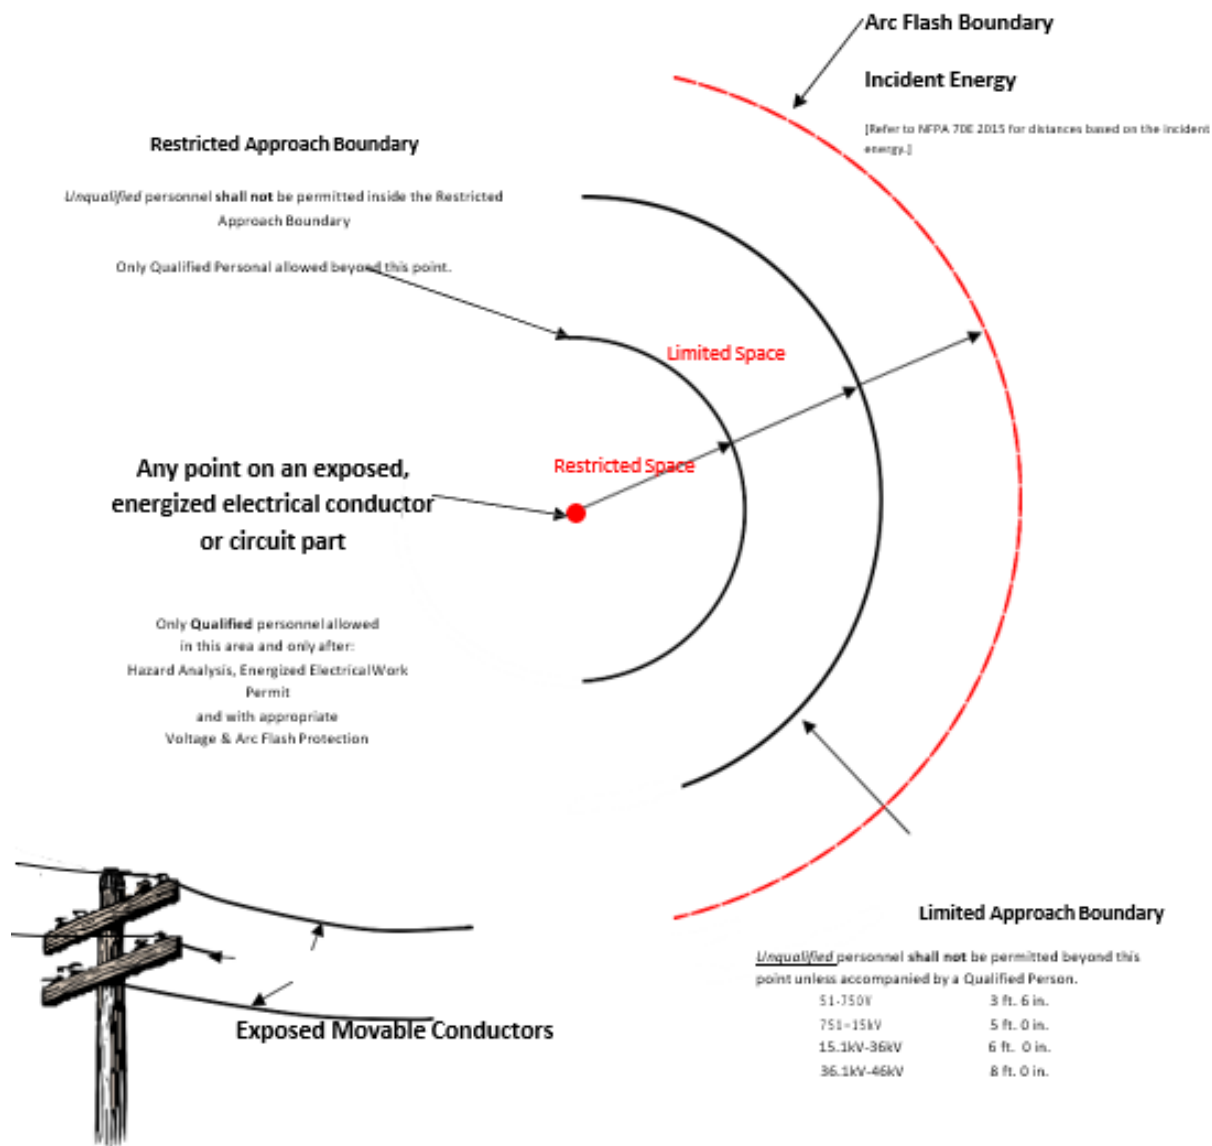 Arc Flash Boundary
Incident Energy
[Refer to NFPA 70E 2015 for distances based on the incident
energy.]
Restricted Approach Boundary
Unqualified personnel shall not be permitted inside the Restricted
Approach Boundary
Only Qualified Personal allowed beyond this point.
Limited Space
Restricted Space
Any point on an exposed,
energized electrical conductor
or circuit part
Only Qualified personnel allowed
in this area and only after:
Hazard Analysis, Energized Electrical Work
Permit
and with appropriate
Voltage & Arc Flash Protection
Limited Approach Boundary
Unqualified personnel shall not be permitted beyond this
point unless accompanied by a Qualified Person.
51-750V 3 ft. 6 in.
751-15kV 5 ft. 0 in.
15.1kV-36kV 6 ft. 0 in.
36.1kV-46kV 8 ft. 0 in.
Exposed Movable Conductors